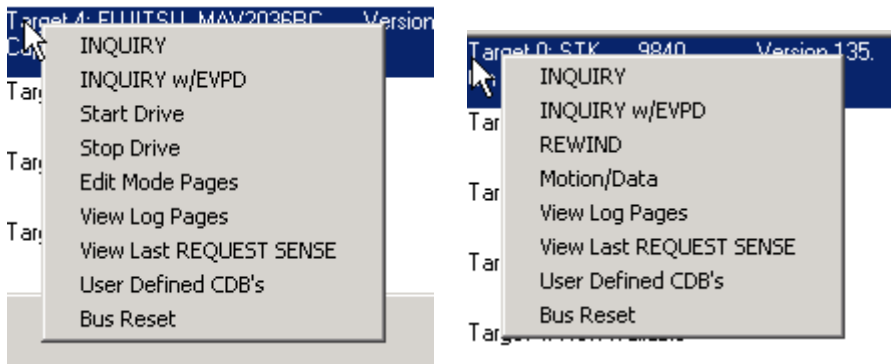 Target 4: FUJITSU MAV2036RC Version
INQUIRY
INQUIRY w/EVPD
Start Drive
Stop Drive
Edit Mode Pages
View Log Pages
View Last REQUEST SENSE
User Defined CDB's
Bus Reset
Target 0: STK 9840 Version 135.
INQUIRY
INQUIRY w/EVPD
REWIND
Motion/Data
View Log Pages
View Last REQUEST SENSE
User Defined CDB's
Bus Reset